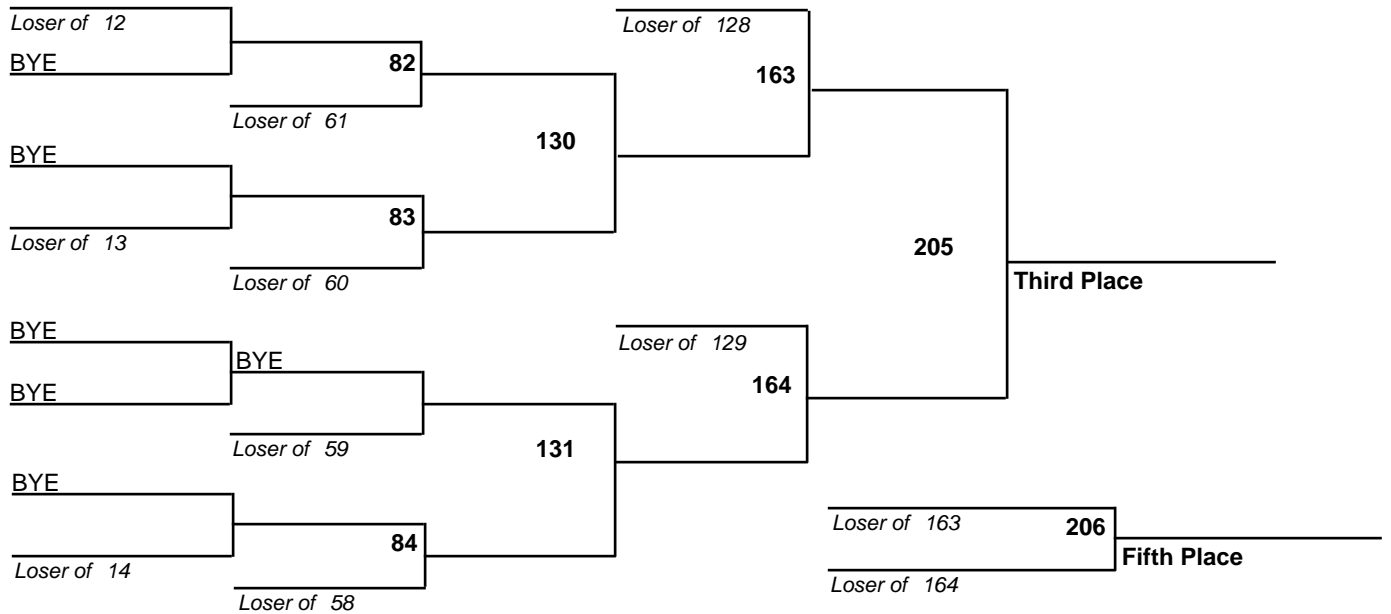 Loser of 12
BYE
82
Loser of 61
BYE
83
Loser of 13
Loser of 60
130
Loser of 128
163
BYE
BYE
BYE
Loser of 59
131
BYE
84
Loser of 14
Loser of 58
Loser of 129
164
205
Third Place
Loser of 163
206
Loser of 164
Fifth Place